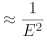 ≈ 1/E²